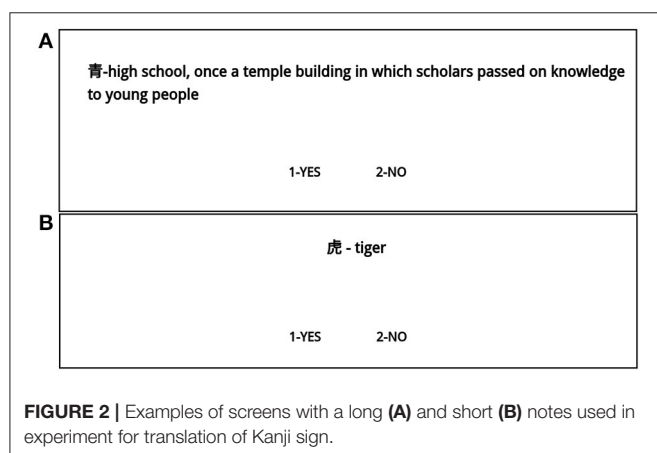 A
青-high school, once a temple building in which scholars passed on knowledge
to young people
1-YES 2-NO
B
虎 - tiger
1-YES 2-NO
FIGURE 2 | Examples of screens with a long (A) and short (B) notes used in
experiment for translation of Kanji sign.